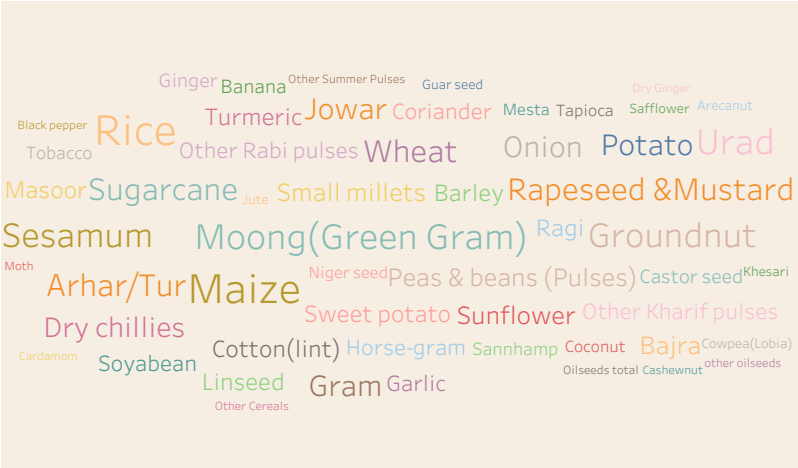 Ginger Banana Other Summer Pulses Guar seed Dry Ginger
Turmeric Jowar Coriander Mesta Tapioca Safflower Arecanut
Black pepper Rice
Tobacco Other Rabi pulses Wheat Onion Potato Urad
Masoor Sugarcane Jute Small millets Barley Rapeseed &Mustard
Sesamum Moong(Green Gram) Ragi Groundnut
Moth Arhar/Tur Maize Niger seed Peas & beans (Pulses) Castor seed Khesari
Dry chillies Sweet potato Sunflower Other Kharif pulses
Cardamom Soyabean Cotton(lint) Horse-gram Sannhamp Coconut Bajra Cowpea(Lobia)
Linseed Gram Garlic Oilseeds total Cashewnut other oilseeds
Other Cereals